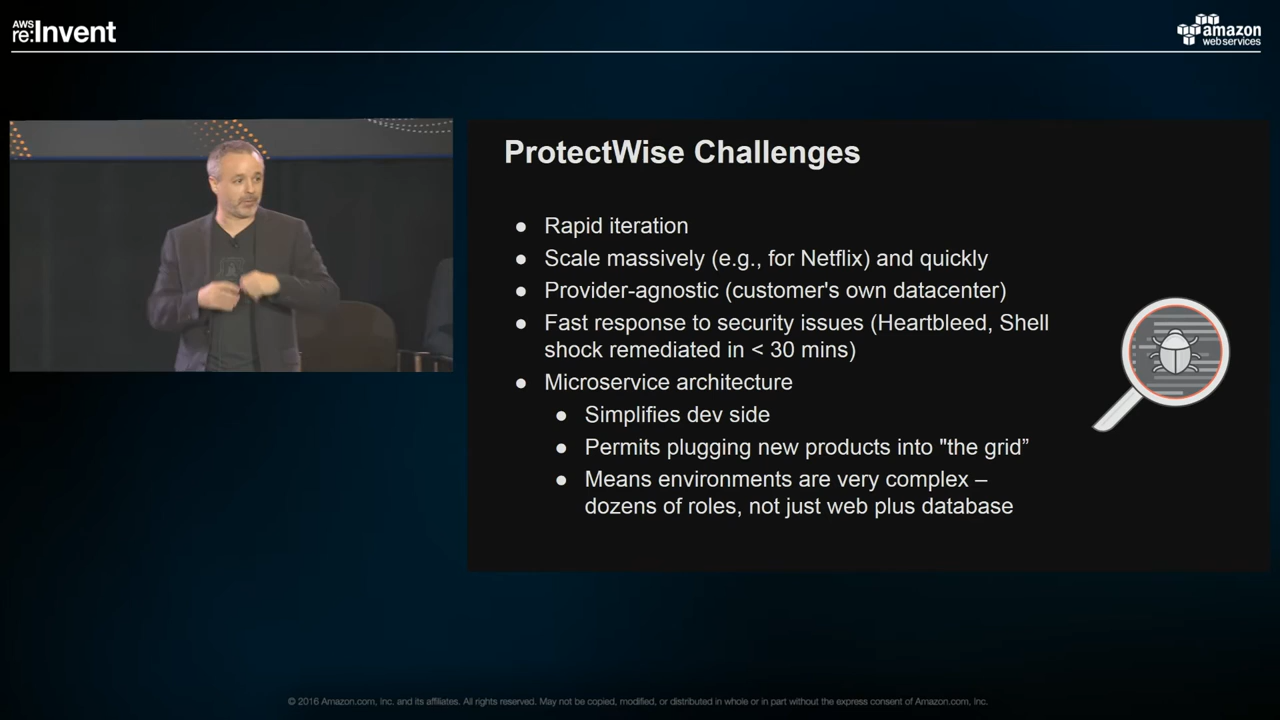 AWS
re:Invent
amazon
web services
ProtectWise Challenges
● Rapid iteration
● Scale massively (e.g., for Netflix) and quickly
● Provider-agnostic (customer's own datacenter)
● Fast response to security issues (Heartbleed, Shell
shock remediated in < 30 mins)
● Microservice architecture
● Simplifies dev side
● Permits plugging new products into "the grid”
● Means environments are very complex –
dozens of roles, not just web plus database
© 2016 Amazon.com, Inc. and its affiliates. All rights reserved. May not be copied, modified, or distributed in whole or in part without the express consent of Amazon.com, Inc.